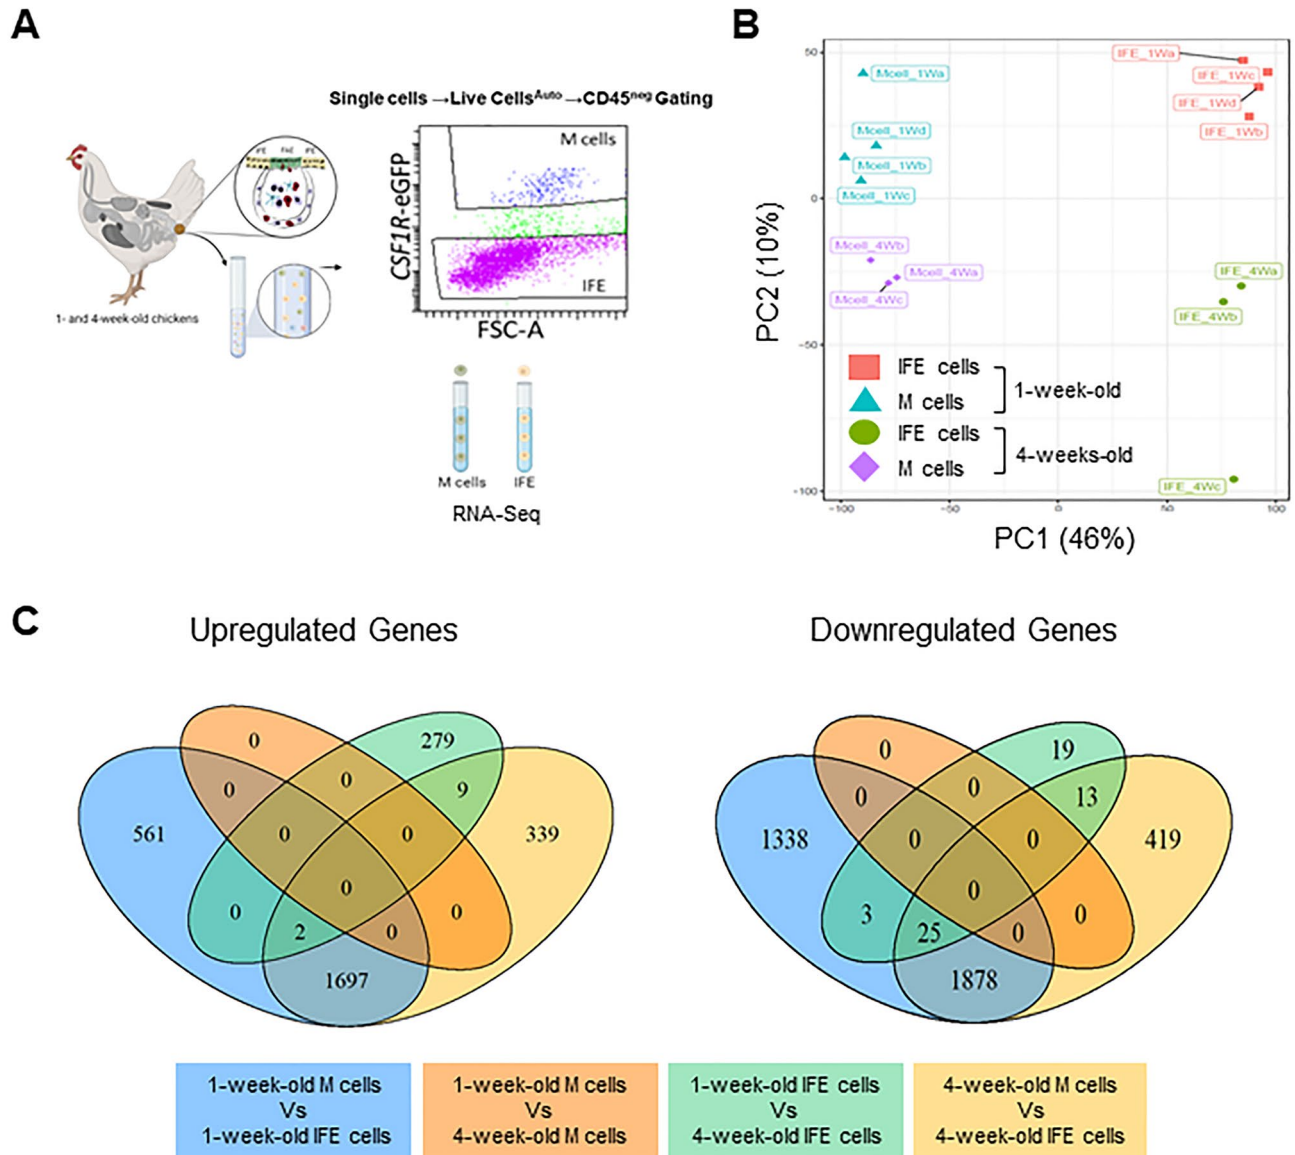 A
Single cells →Live CellsAuto →CD45neg Gating
IFE FAE IFE
1- and 4-week-old chickens
CSF1R-eGFP
M cells
IFE
FSC-A
M cells IFE
RNA-Seq
B
PC2 (10%)
50
0
−50
−100
Mcell_1Wa
Mcell_1Wd
Mcell_1Wb
Mcell_1Wc
Mcell_4Wb
Mcell_4Wa
Mcell_4Wc
IFE_1Wa
IFE_1Wc
IFE_1Wd
IFE_1Wb
IFE_4Wa
IFE_4Wb
IFE_4Wc
IFE cells
M cells
1-week-old
IFE cells
M cells
4-weeks-old
−100 −50 0 50 100
PC1 (46%)
C
Upregulated Genes
0 279
0 0 9
561 0 0 339
0
0 2 0 0
1697
Downregulated Genes
0 19
0 0 13
1338 0 0 419
0
3 25 0 0
1878
1-week-old M cells
Vs
1-week-old IFE cells
1-week-old M cells
Vs
4-week-old M cells
1-week-old IFE cells
Vs
4-week-old IFE cells
4-week-old M cells
Vs
4-week-old IFE cells